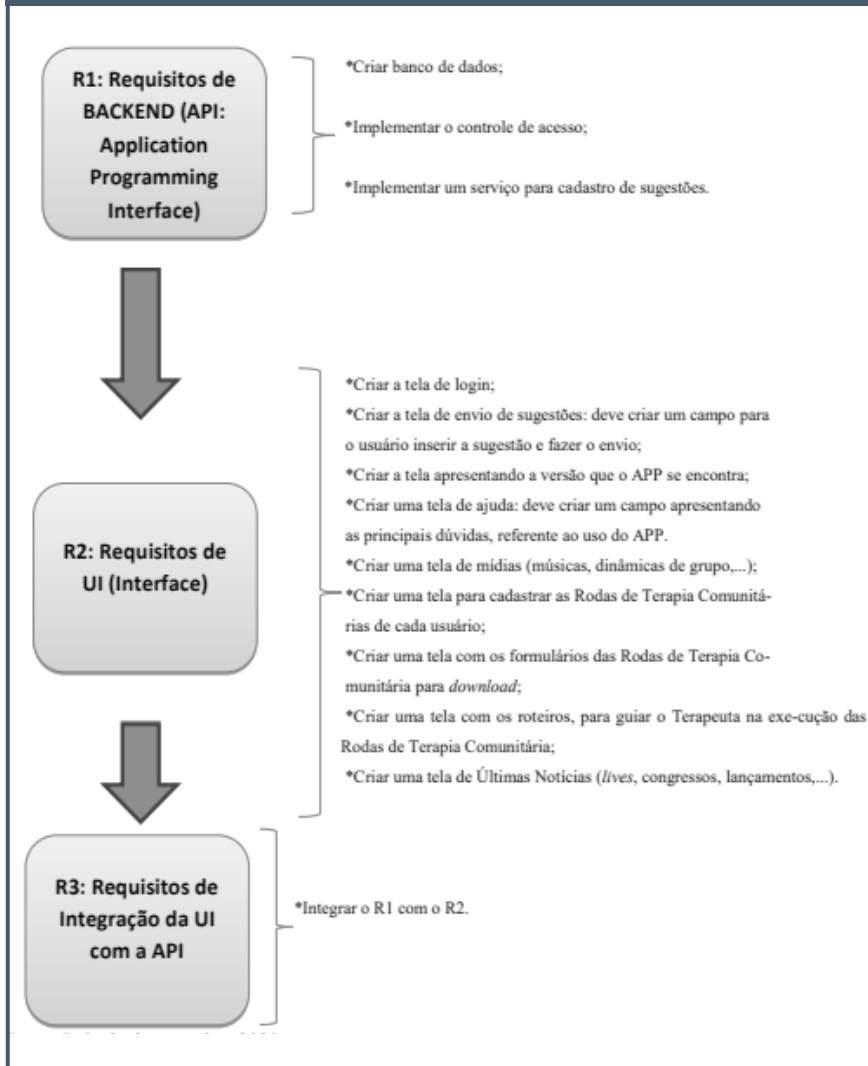 R1: Requisitos de
BACKEND (API:
Application
Programming
Interface)
*Criar banco de dados;
*Implementar o controle de acesso;
*Implementar um serviço para cadastro de sugestões.
R2: Requisitos de
UI (Interface)
*Criar a tela de login;
*Criar a tela de envio de sugestões: deve criar um campo para
o usuário inserir a sugestão e fazer o envio;
*Criar a tela apresentando a versão que o APP se encontra;
*Criar uma tela de ajuda: deve criar um campo apresentando
as principais dúvidas, referente ao uso do APP.
*Criar uma tela de mídias (músicas, dinâmicas de grupo,...);
*Criar uma tela para cadastrar as Rodas de Terapia Comunitá-
rias de cada usuário;
*Criar uma tela com os formulários das Rodas de Terapia Co-
munitária para download;
*Criar uma tela com os roteiros, para guiar o Terapeuta na exe-cução das
Rodas de Terapia Comunitária;
*Criar uma tela de Últimas Notícias (lives, congressos, lançamentos,...).
R3: Requisitos de
Integração da UI
com a API
*Integrar o R1 com o R2.